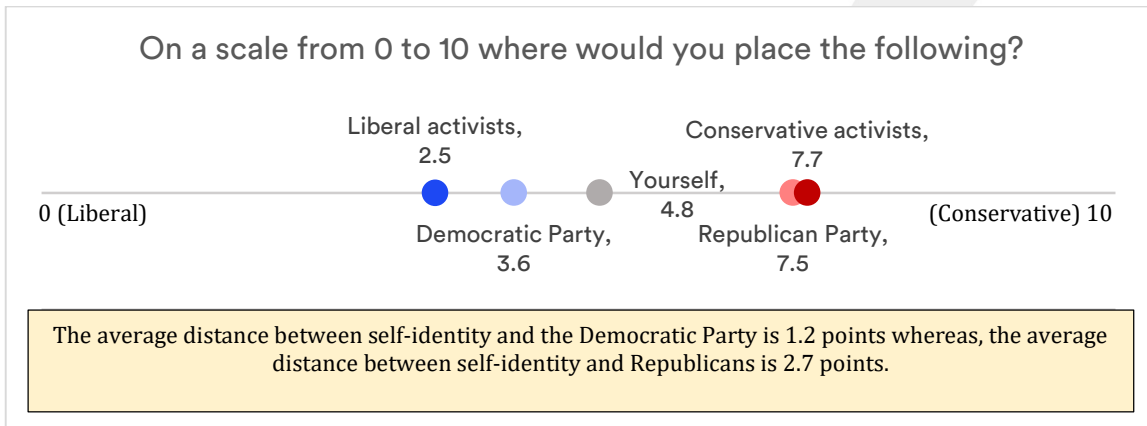 On a scale from 0 to 10 where would you place the following?
Liberal activists,
2.5
Conservative activists,
7.7
Yourself,
4.8
0 (Liberal)
(Conservative) 10
Democratic Party,
3.6
Republican Party,
7.5
The average distance between self-identity and the Democratic Party is 1.2 points whereas, the average
distance between self-identity and Republicans is 2.7 points.